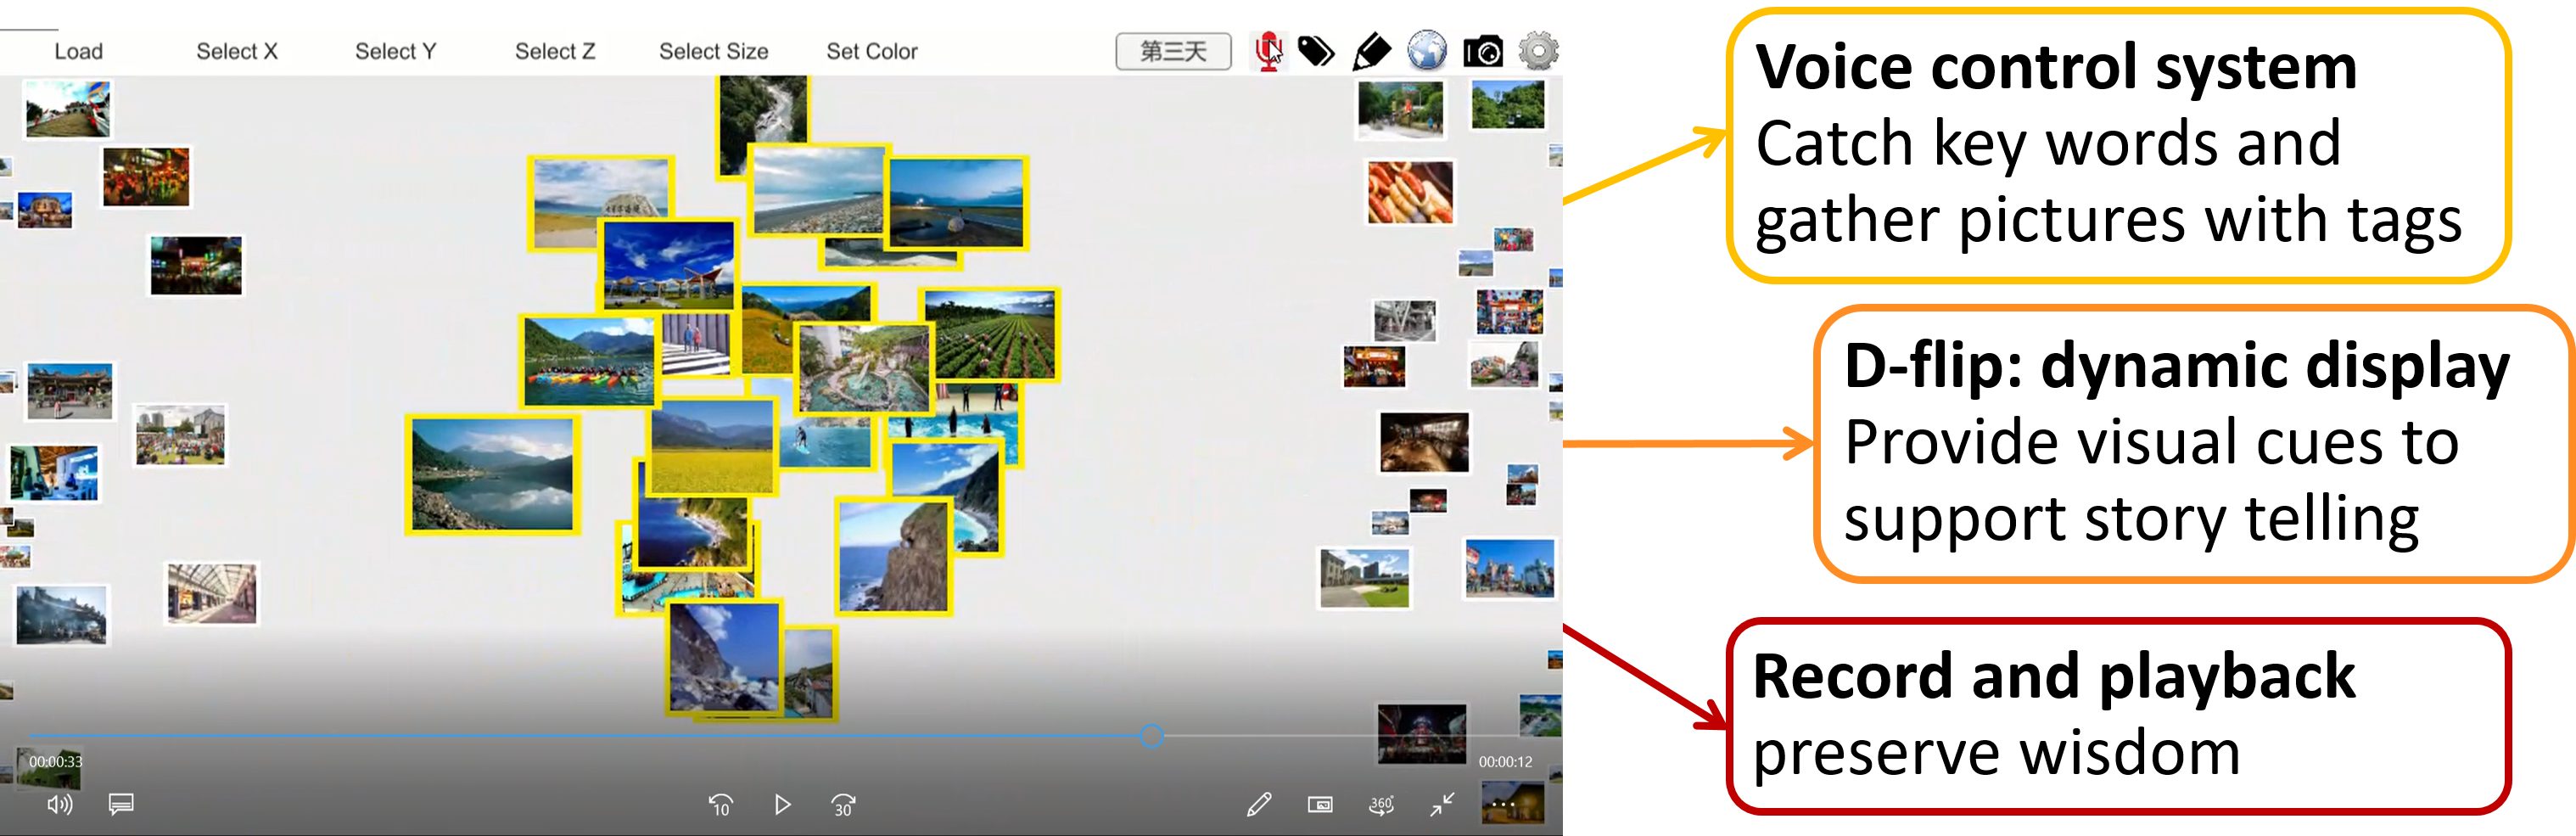 Load Select X Select Y Select Z Select Size Set Color 第三天
Voice control system
Catch key words and
gather pictures with tags
D-flip: dynamic display
Provide visual cues to
support story telling
Record and playback
preserve wisdom
00:00:33 00:00:12
10 30 360°